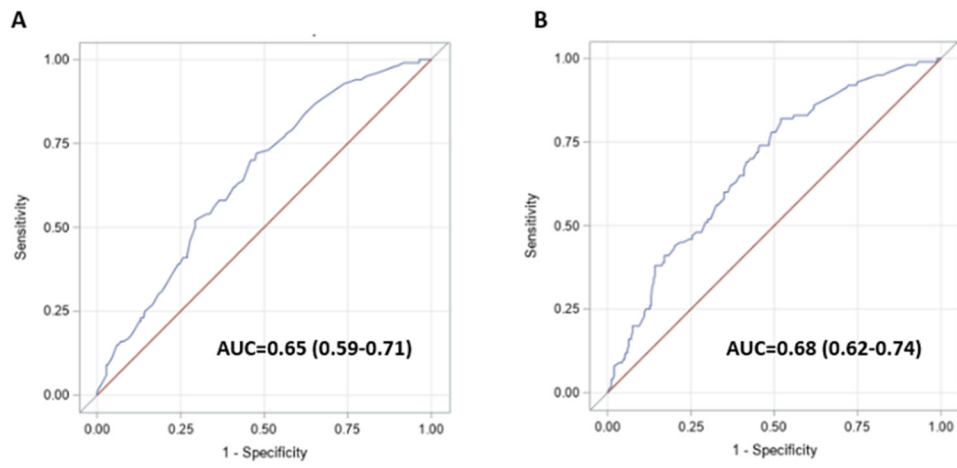 A
1.00
0.75
0.50
0.25
0.00
Sensitivity
AUC=0.65 (0.59-0.71)
0.00 0.25 0.50 0.75 1.00
1 - Specificity
B
1.00
0.75
0.50
0.25
0.00
Sensitivity
AUC=0.68 (0.62-0.74)
0.00 0.25 0.50 0.75 1.00
1 - Specificity